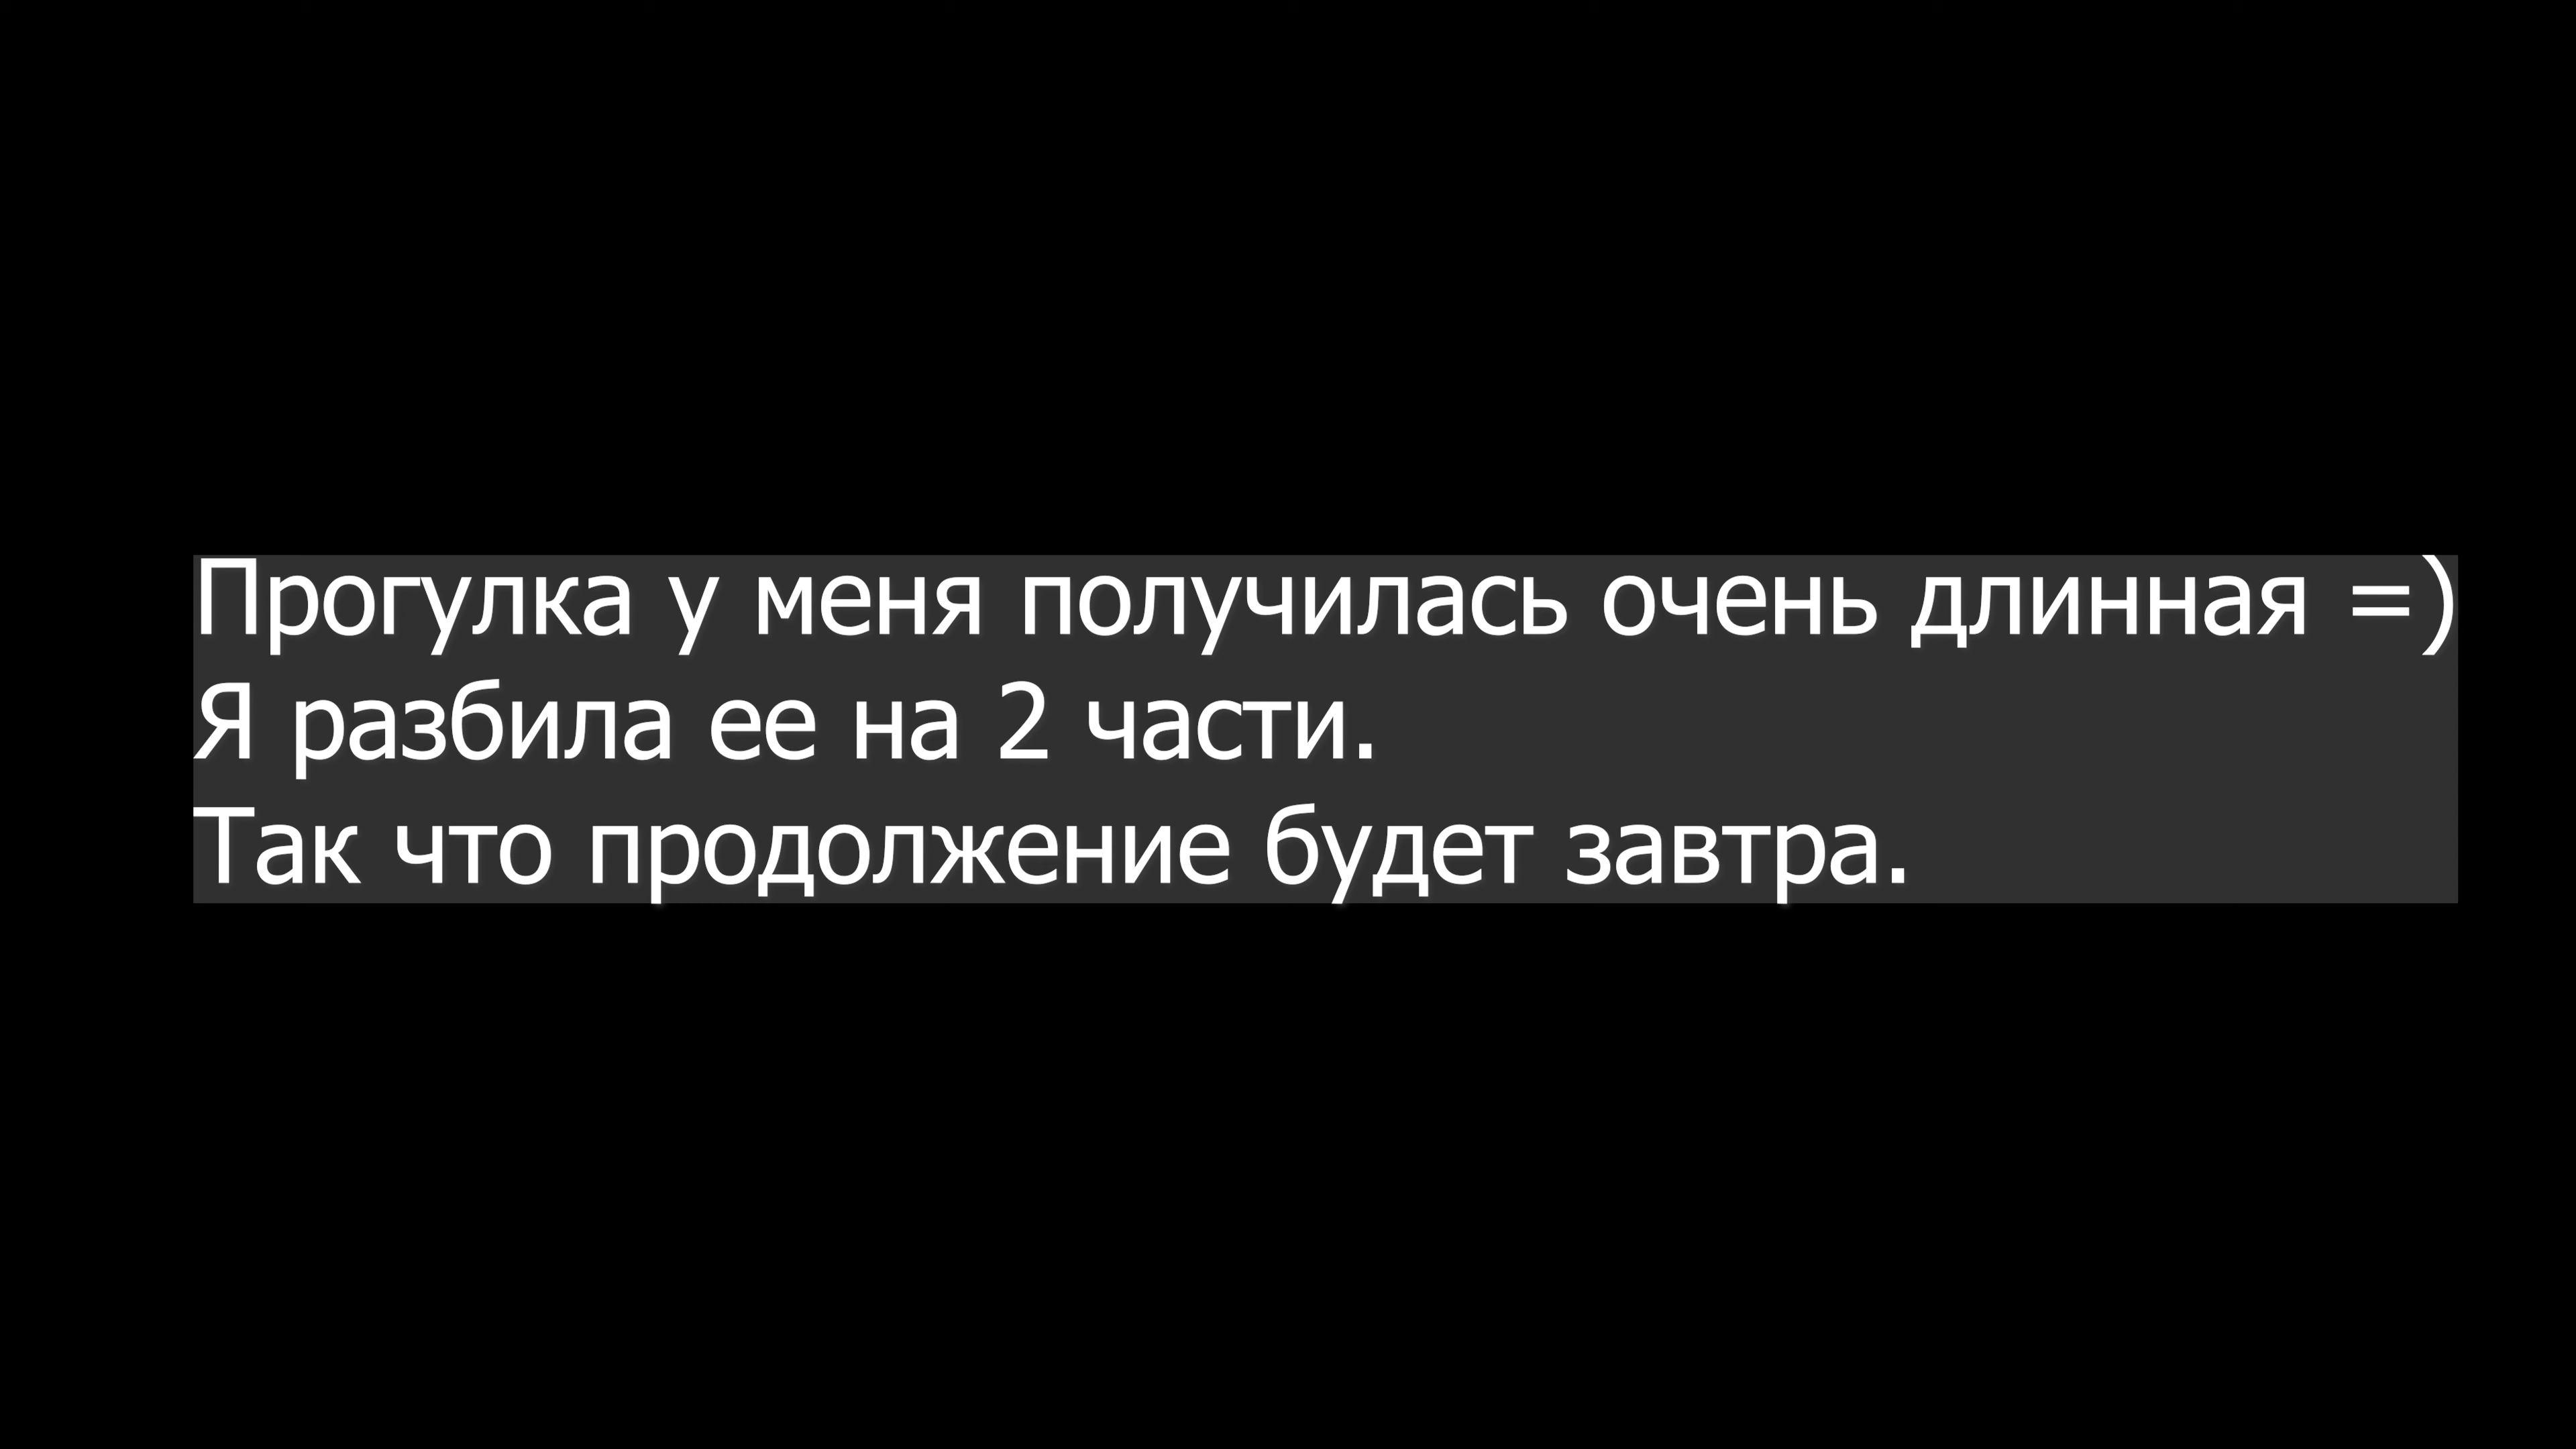 Прогулка у меня получилась очень длинная =)
Я разбила ее на 2 части.
Так что продолжение будет завтра.